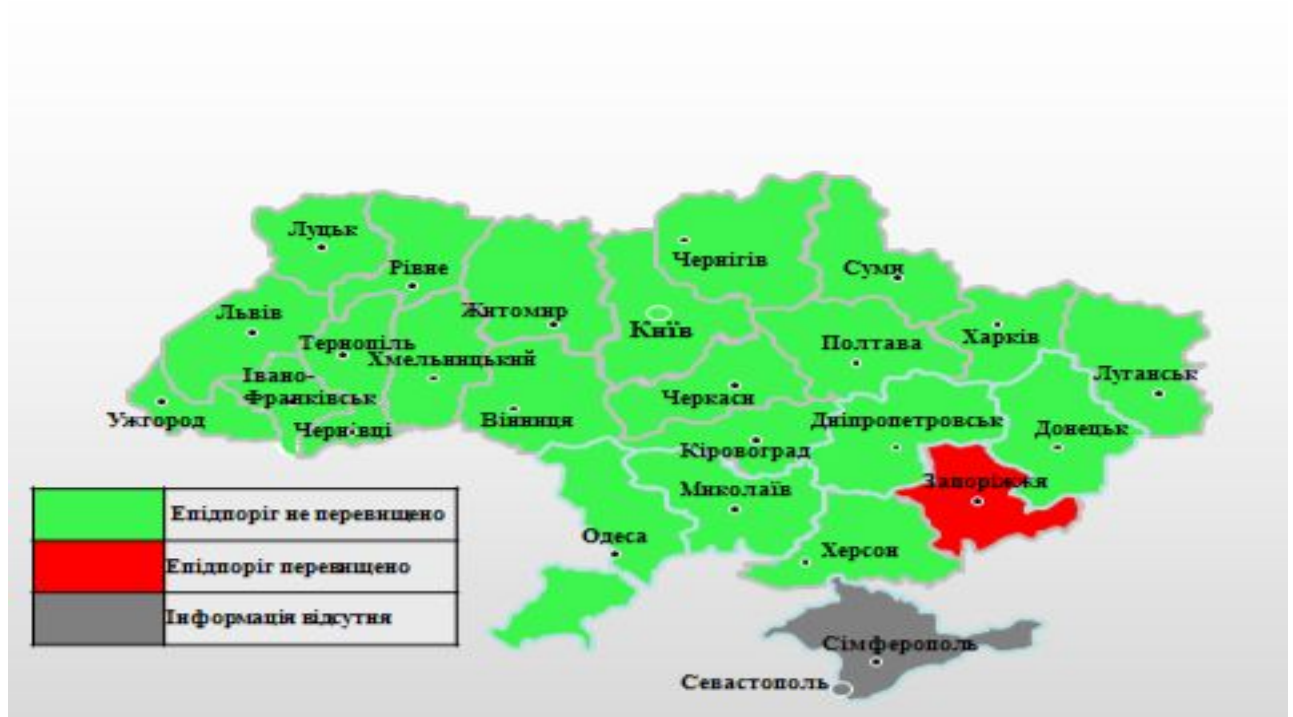 Луцьк
Рівне
Чернігів
Суми
Львів
Житомир
Київ
Тернопіль
Хмельницький
Полтава
Харків
Луганськ
Івано-
Франківськ
Ужгород
Чернівці
Вінниця
Черкаси
Дніпропетровськ
Донецьк
Кіровоград
Запоріжжя
Миколаїв
Одеса
Херсон
Епідпоріг не перевищено
Епідпоріг перевищено
Інформація відсутня
Сімферополь
Севастополь